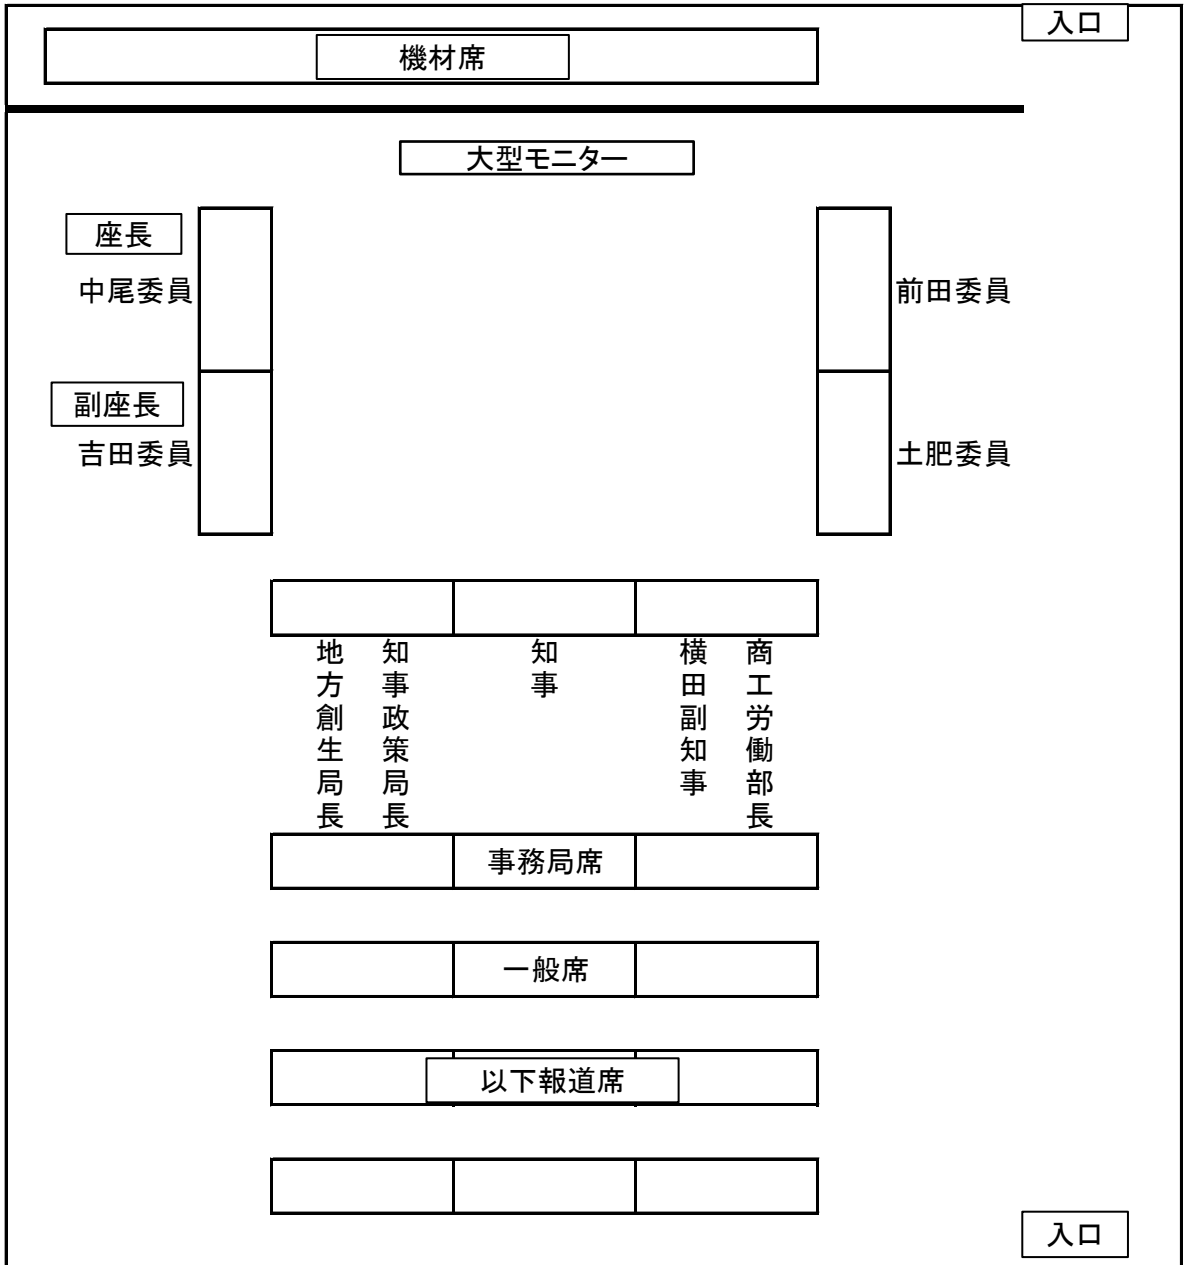 入口
機材席
大型モニター
座長
中尾委員
前田委員
副座長
吉田委員
土肥委員
地方創生局長
知事政策局長
知事
横田副知事
商工労働部長
事務局席
一般席
以下報道席
入口